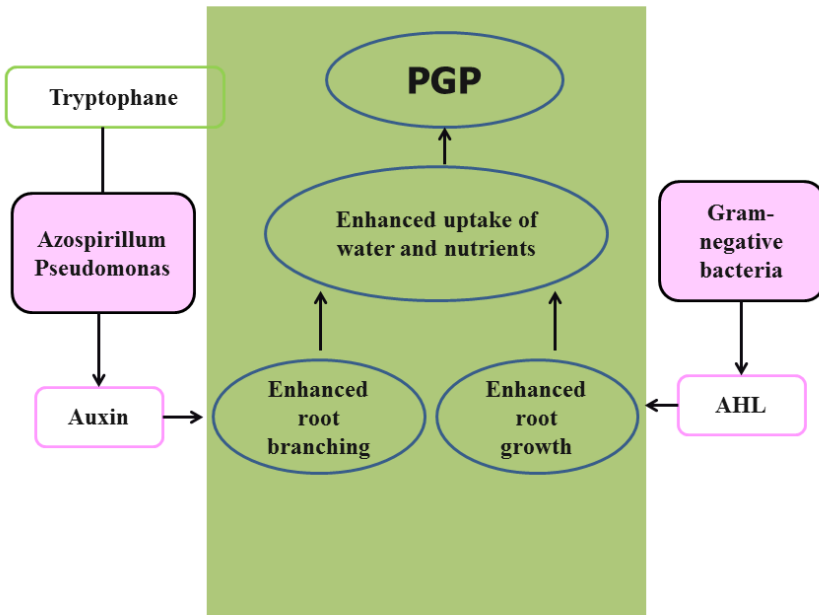 PGP
Tryptophane
Enhanced uptake of
water and nutrients
Azospirillum
Pseudomonas
Gram-
negative
bacteria
Auxin
Enhanced
root
branching
Enhanced
root
growth
AHL